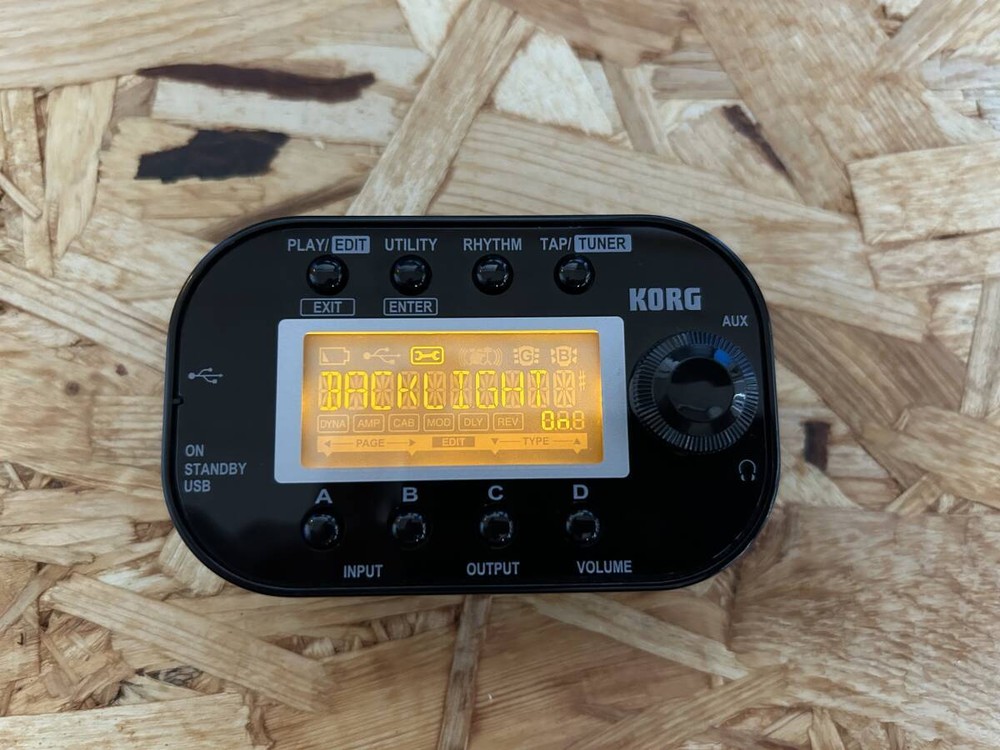 PLAY/EDIT UTILITY RHYTHM TAP/TUNER
EXIT ENTER
KORG
AUX
G B
BACKLIGHT
DYNA AMP CAB MOD DLY REV On
PAGE EDIT TYPE
ON
STANDBY
USB
A B C D
INPUT OUTPUT VOLUME